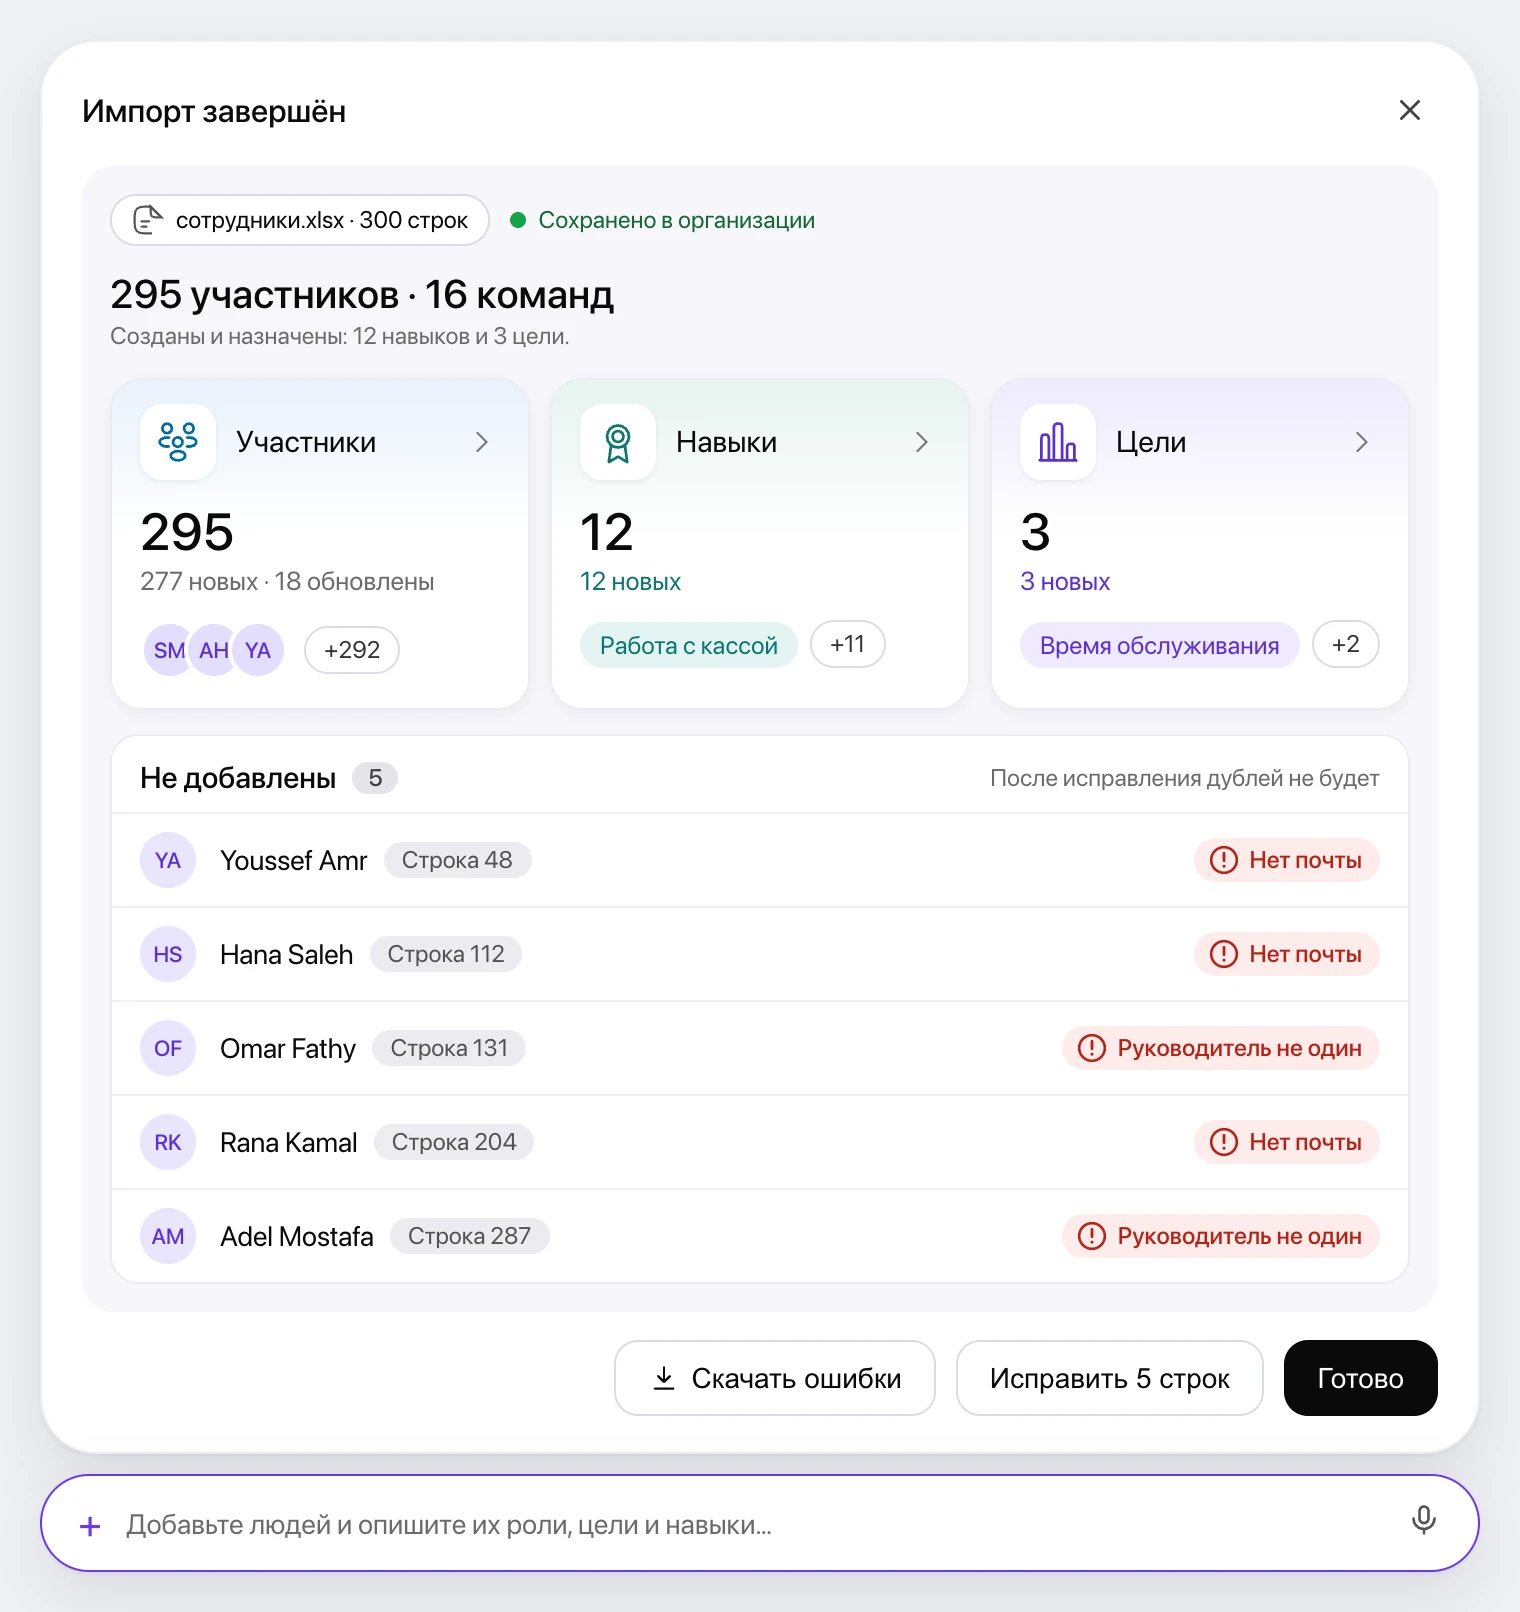 Импорт завершён
сотрудники.xlsx · 300 строк
Сохранено в организации
295 участников · 16 команд
Созданы и назначены: 12 навыков и 3 цели.
Участники
295
277 новых · 18 обновлены
SM AH YA +292
Навыки
12
12 новых
Работа с кассой +11
Цели
3
3 новых
Время обслуживания +2
Не добавлены 5
После исправления дублей не будет
YA Youssef Amr Строка 48 Нет почты
HS Hana Saleh Строка 112 Нет почты
OF Omar Fathy Строка 131 Руководитель не один
RK Rana Kamal Строка 204 Нет почты
AM Adel Mostafa Строка 287 Руководитель не один
Скачать ошибки
Исправить 5 строк
Готово
Добавьте людей и опишите их роли, цели и навыки...